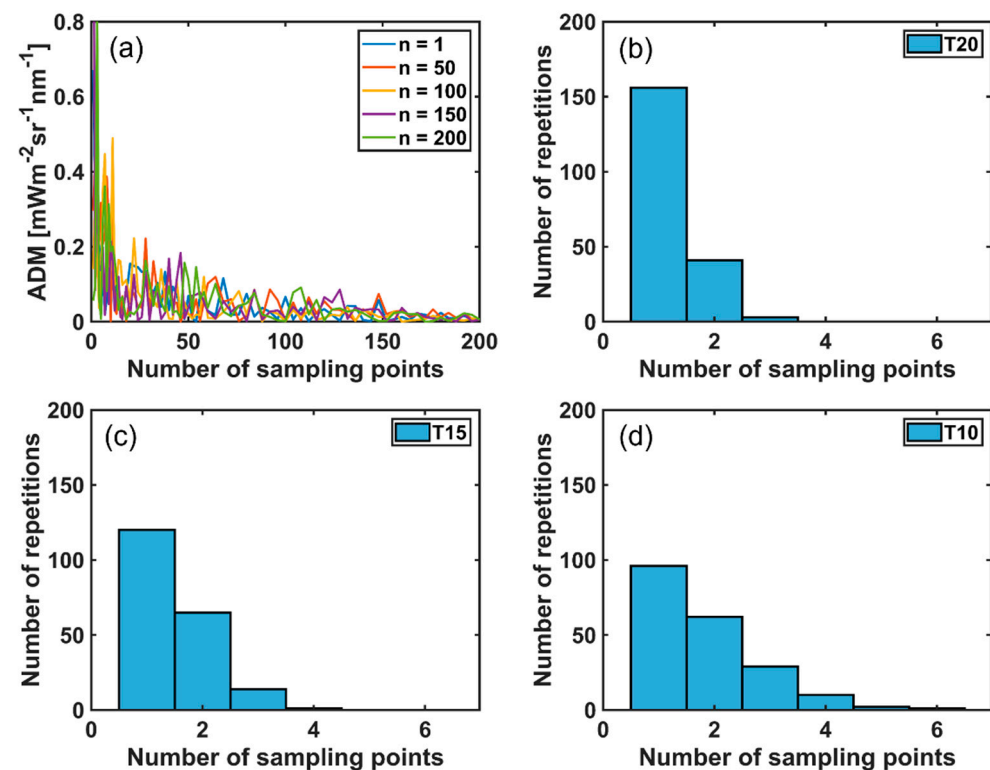 (a)
n = 1
n = 50
n = 100
n = 150
n = 200
ADM [mWm⁻²sr⁻¹nm⁻¹]
0.8
0.6
0.4
0.2
0
0 50 100 150 200
Number of sampling points
(b)
T20
Number of repetitions
200
150
100
50
0
0 2 4 6
Number of sampling points
(c)
T15
Number of repetitions
200
150
100
50
0
0 2 4 6
Number of sampling points
(d)
T10
Number of repetitions
200
150
100
50
0
0 2 4 6
Number of sampling points